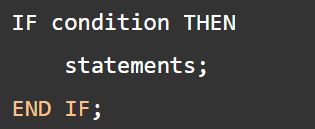 IF condition THEN
    statements;
END IF;